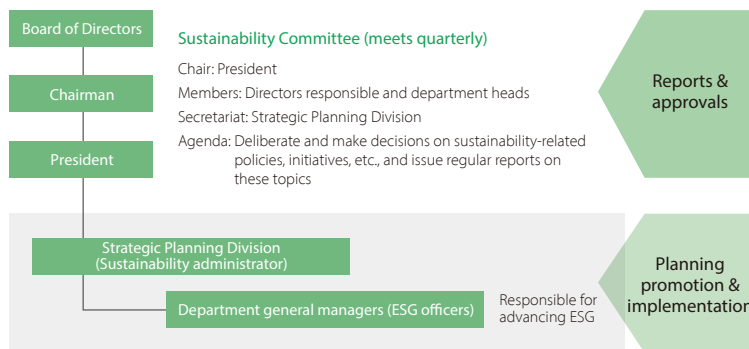 Board of Directors
Chairman
President
Sustainability Committee (meets quarterly)
Chair: President
Members: Directors responsible and department heads
Secretariat: Strategic Planning Division
Agenda: Deliberate and make decisions on sustainability-related
policies, initiatives, etc., and issue regular reports on
these topics
Reports &
approvals
Strategic Planning Division
(Sustainability administrator)
Department general managers (ESG officers)
Responsible for
advancing ESG
Planning
promotion &
implementation